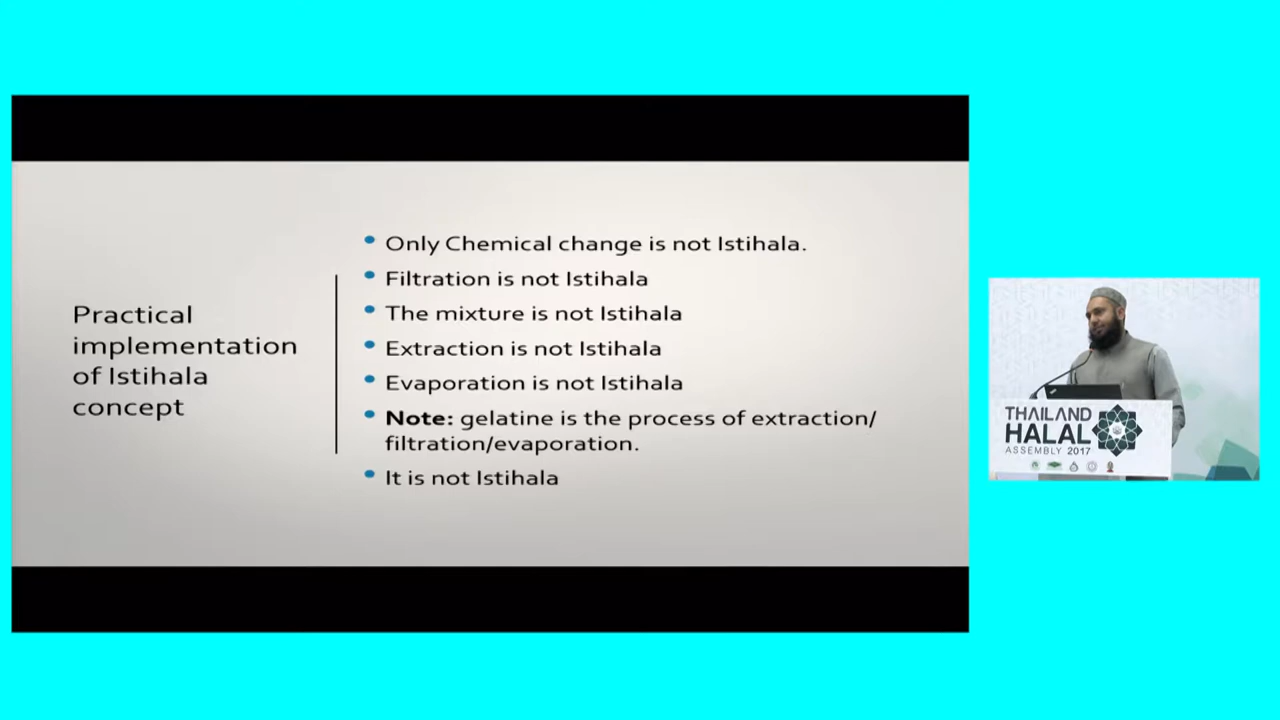 Practical
implementation
of Istihala
concept
• Only Chemical change is not Istihala.
• Filtration is not Istihala
• The mixture is not Istihala
• Extraction is not Istihala
• Evaporation is not Istihala
• Note: gelatine is the process of extraction/
filtration/evaporation.
• It is not Istihala
THAILAND
HALAL
ASSEMBLY 2017